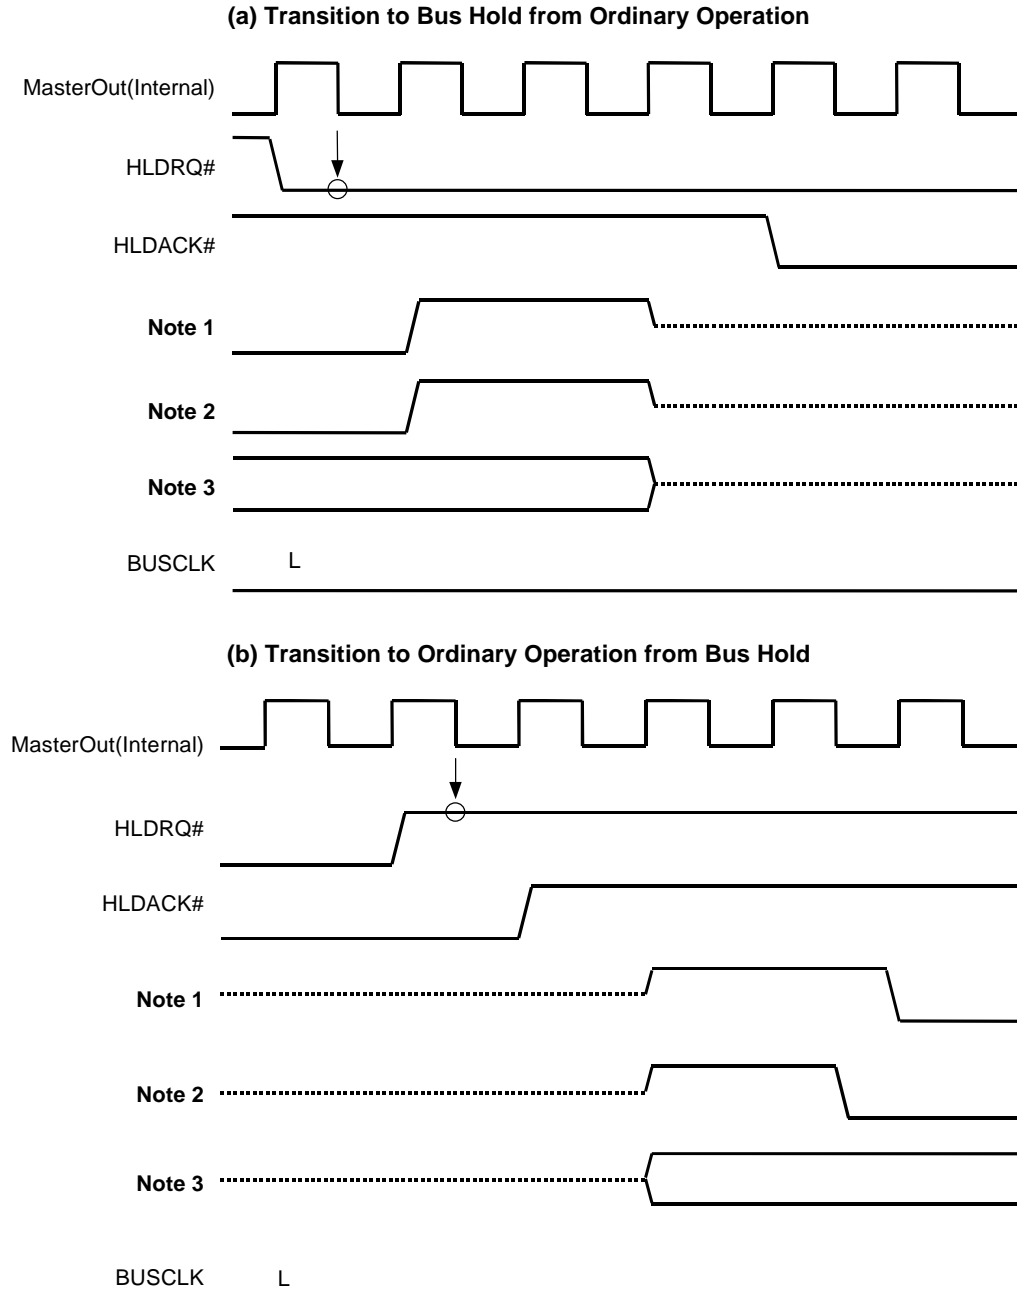 (a) Transition to Bus Hold from Ordinary Operation
MasterOut(Internal)
HLDRQ#
HLDACK#
Note 1
Note 2
Note 3
BUSCLK L
(b) Transition to Ordinary Operation from Bus Hold
MasterOut(Internal)
HLDRQ#
HLDACK#
Note 1
Note 2
Note 3
BUSCLK L